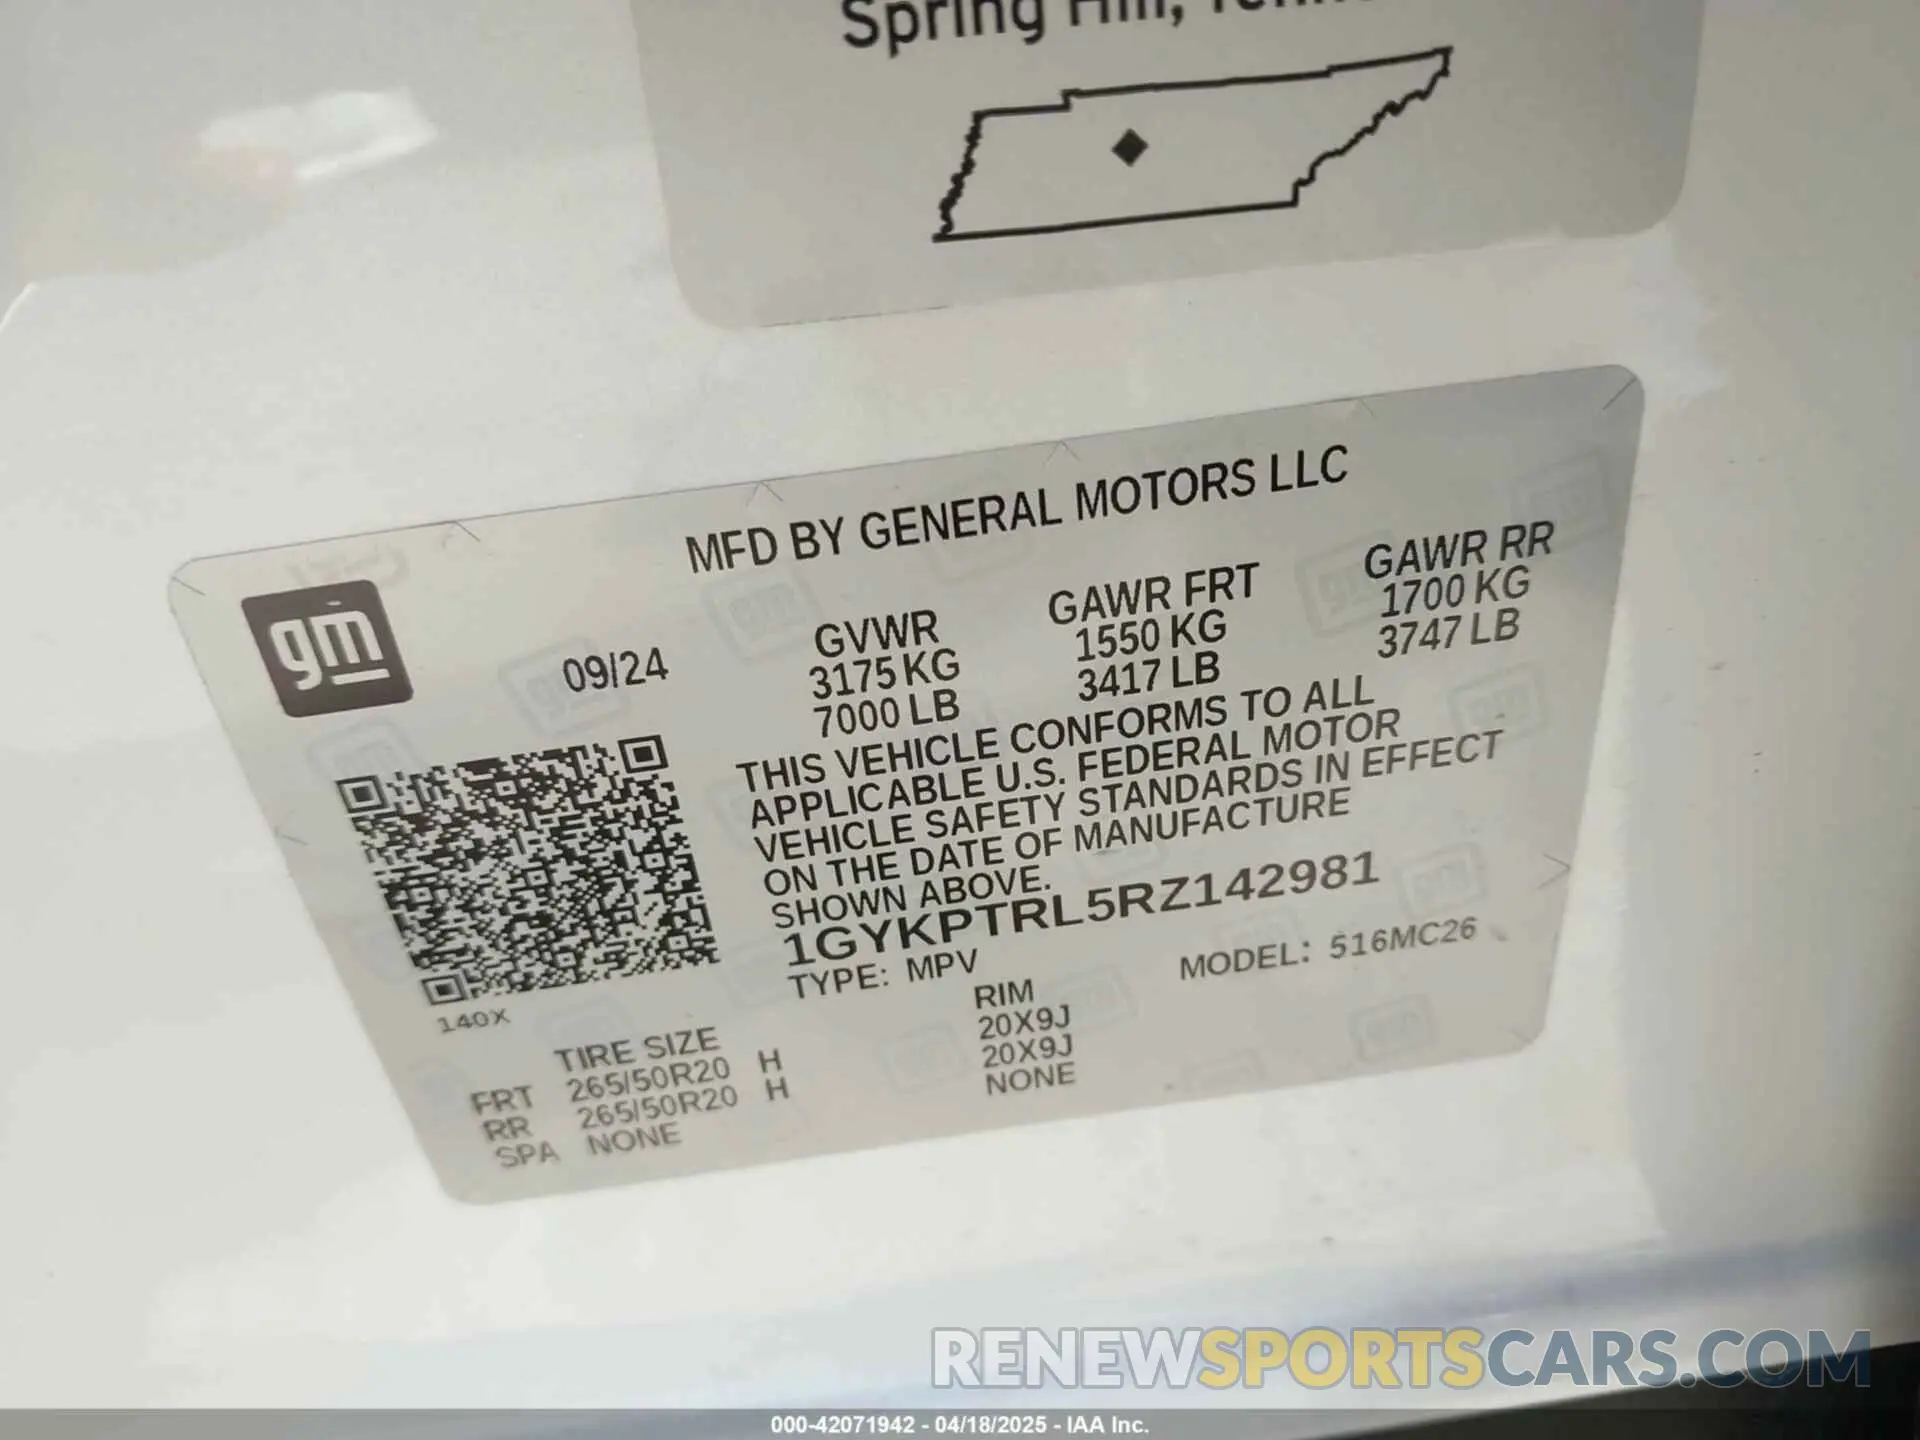 Spring Hill,
MFD BY GENERAL MOTORS LLC
gm
09/24
GVWR
3175 KG
7000 LB
GAWR FRT
1550 KG
3417 LB
GAWR RR
1700 KG
3747 LB
THIS VEHICLE CONFORMS TO ALL
APPLICABLE U.S. FEDERAL MOTOR
VEHICLE SAFETY STANDARDS IN EFFECT
ON THE DATE OF MANUFACTURE
SHOWN ABOVE.
1GYKPTRL5RZ142981
TYPE: MPV
MODEL: 516MC26
140X
TIRE SIZE RIM
FRT 265/50R20 H 20X9J
RR 265/50R20 H 20X9J
SPA NONE NONE
RENEWSPORTSCARS.COM
000-42071942 - 04/18/2025 - IAA Inc.